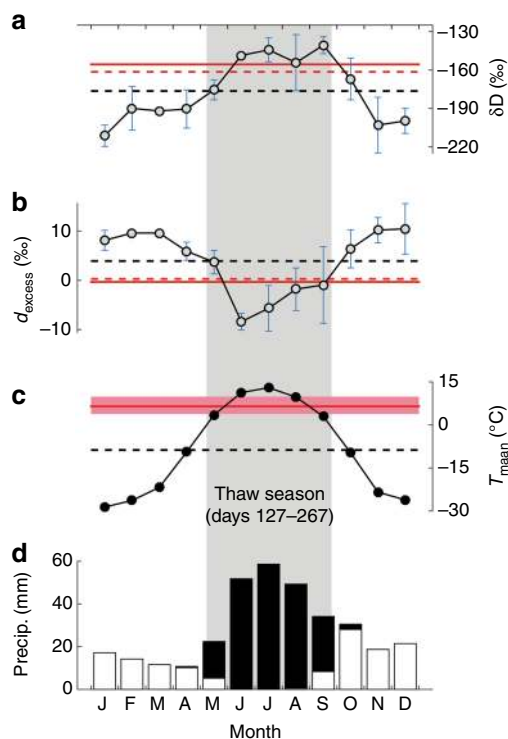 a
−130
−160
−190
−220
δD (‰)
b
10
0
−10
d excess (‰)
c
15
0
−15
−30
T maan (°C)
Thaw season
(days 127–267)
d
60
40
20
0
Precip. (mm)
J F M A M J J A S O N D
Month